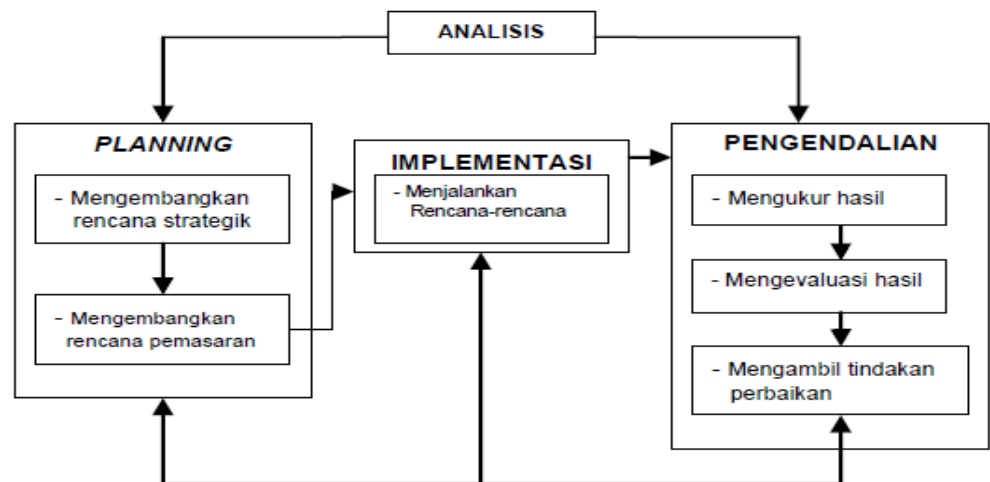 ANALISIS
PLANNING
- Mengembangkan
rencana strategik
- Mengembangkan
rencana pemasaran
IMPLEMENTASI
- Menjalankan
Rencana-rencana
PENGENDALIAN
- Mengukur hasil
- Mengevaluasi hasil
- Mengambil tindakan
perbaikan